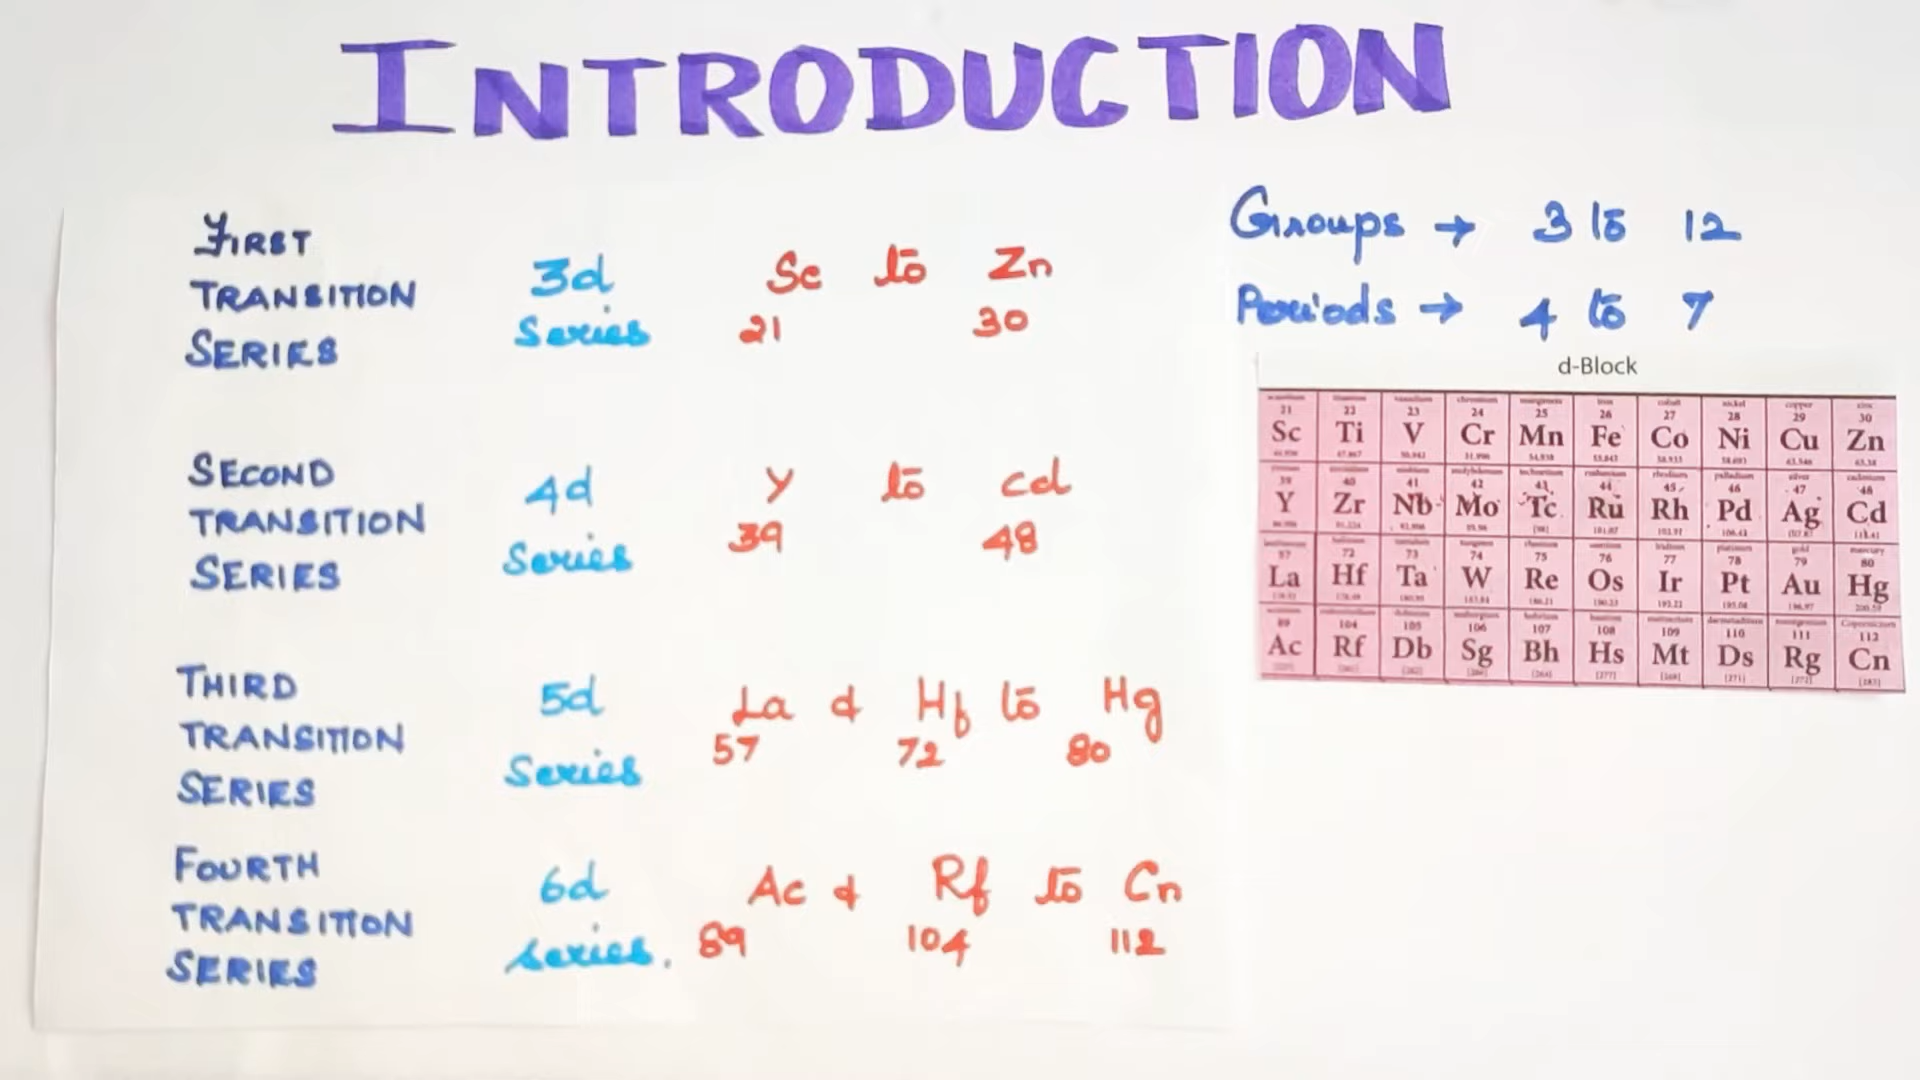 INTRODUCTION
FIRST
TRANSITION
SERIES
3d
Series
Sc to Zn
21 30
SECOND
TRANSITION
SERIES
4d
Series
Y to cd
39 48
THIRD
TRANSITION
SERIES
5d
Series
La & Hf to Hg
57 72 80
FOURTH
TRANSITION
SERIES
6d
series.
Ac & Rf to Cn
89 104 112
Groups → 3 to 12
Periods → 4 to 7
d-Block
21 22 23 24 25 26 27 28 29 30
Sc Ti V Cr Mn Fe Co Ni Cu Zn
39 40 41 42 43 44 45 46 47 48
Y Zr Nb Mo Tc Ru Rh Pd Ag Cd
57 72 73 74 75 76 77 78 79 80
La Hf Ta W Re Os Ir Pt Au Hg
89 104 105 106 107 108 109 110 111 112
Ac Rf Db Sg Bh Hs Mt Ds Rg Cn